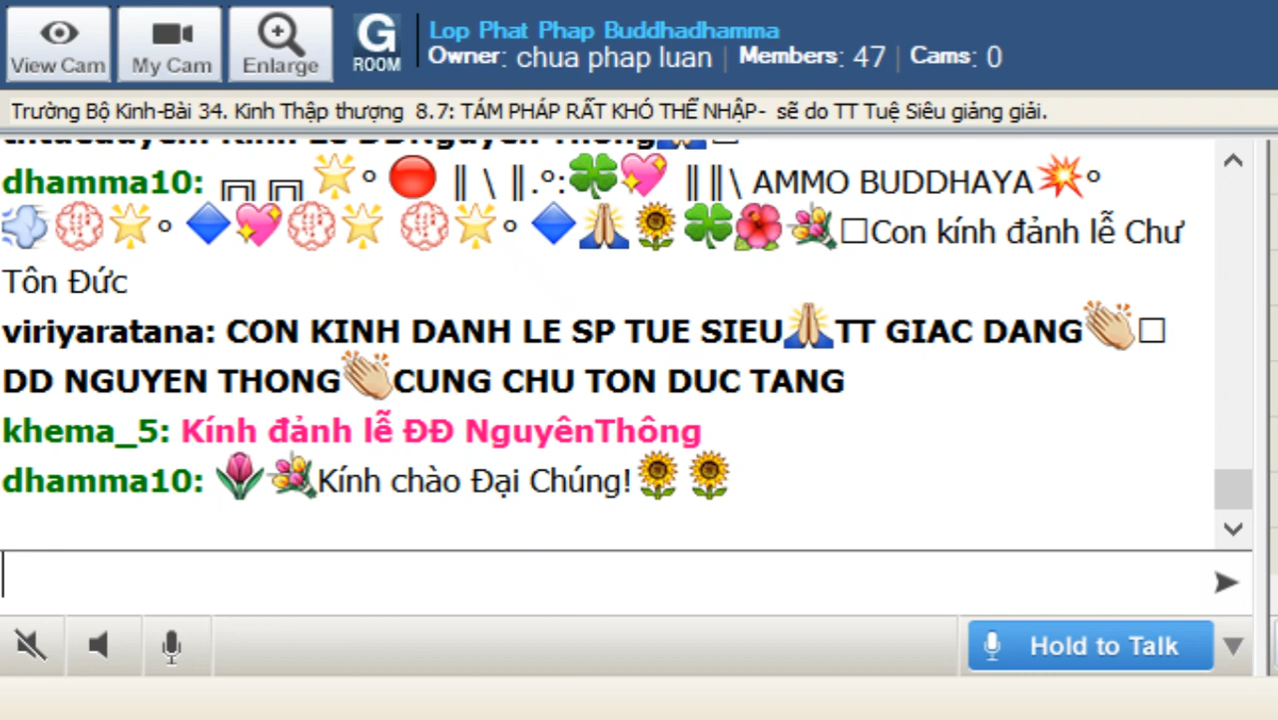 Lop Phat Phap Buddhadhamma
View Cam My Cam Enlarge G ROOM Owner: chua phap luan | Members: 47 | Cams: 0
Trường Bộ Kinh-Bài 34. Kinh Thập thượng 8.7: TÁM PHÁP RẤT KHÓ THỂ NHẬP- sẽ do TT Tuệ Siêu giảng giải.
dhamma10: ╔╗╔╗ 🌟° 🔴 ║ \ ║.°:🍀💖 ║║\ AMMO BUDDHAYA💥°
💨💮🌟° 🔷💖💮🌟 💮🌟° 🔷🙏🌻🍀🌺💐□Con kính đảnh lễ Chư
Tôn Đức
viriyaratana: CON KINH DANH LE SP TUE SIEU🙏TT GIAC DANG👏□
DD NGUYEN THONG👏CUNG CHU TON DUC TANG
khema_5: Kính đảnh lễ ĐĐ NguyênThông
dhamma10: 🌷💐Kính chào Đại Chúng!🌻🌻
Hold to Talk